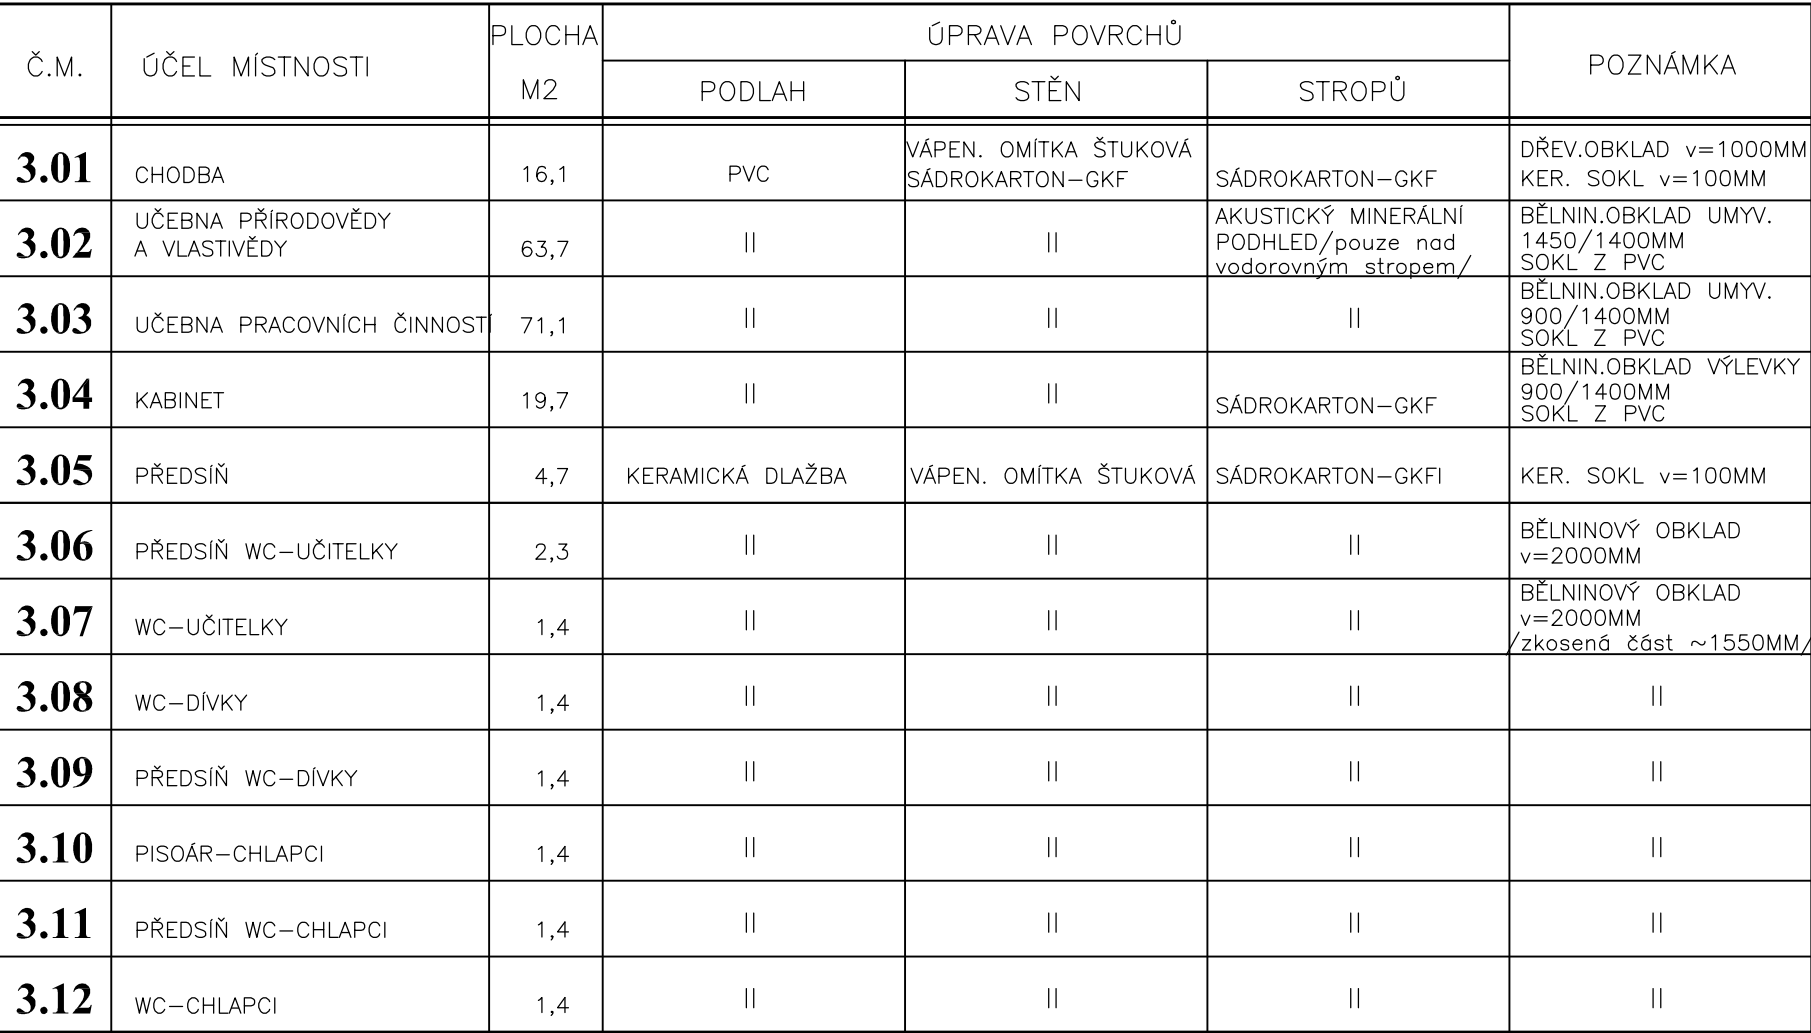 Č.M.
ÚČEL MÍSTNOSTI
PLOCHA
M2
ÚPRAVA POVRCHŮ
PODLAH
STĚN
STROPŮ
POZNÁMKA
3.01
CHODBA
16,1
PVC
VÁPEN. OMÍTKA ŠTUKOVÁ
SÁDROKARTON-GKF
SÁDROKARTON-GKF
DŘEV.OBKLAD v=1000MM
KER. SOKL v=100MM
3.02
UČEBNA PŘÍRODOVĚDY
A VLASTIVĚDY
63,7
||
||
AKUSTICKÝ MINERÁLNÍ
PODHLED/pouze nad
vodorovným stropem/
BĚLNIN.OBKLAD UMYV.
1450/1400MM
SOKL Z PVC
3.03
UČEBNA PRACOVNÍCH ČINNOSTÍ
71,1
||
||
||
BĚLNIN.OBKLAD UMYV.
900/1400MM
SOKL Z PVC
3.04
KABINET
19,7
||
||
SÁDROKARTON-GKF
BĚLNIN.OBKLAD VÝLEVKY
900/1400MM
SOKL Z PVC
3.05
PŘEDSÍŇ
4,7
KERAMICKÁ DLAŽBA
VÁPEN. OMÍTKA ŠTUKOVÁ
SÁDROKARTON-GKFI
KER. SOKL v=100MM
3.06
PŘEDSÍŇ WC-UČITELKY
2,3
||
||
||
BĚLNINOVÝ OBKLAD
v=2000MM
3.07
WC-UČITELKY
1,4
||
||
||
BĚLNINOVÝ OBKLAD
v=2000MM
/zkosená část ~1550MM/
3.08
WC-DÍVKY
1,4
||
||
||
||
3.09
PŘEDSÍŇ WC-DÍVKY
1,4
||
||
||
||
3.10
PISOÁR-CHLAPCI
1,4
||
||
||
||
3.11
PŘEDSÍŇ WC-CHLAPCI
1,4
||
||
||
||
3.12
WC-CHLAPCI
1,4
||
||
||
||